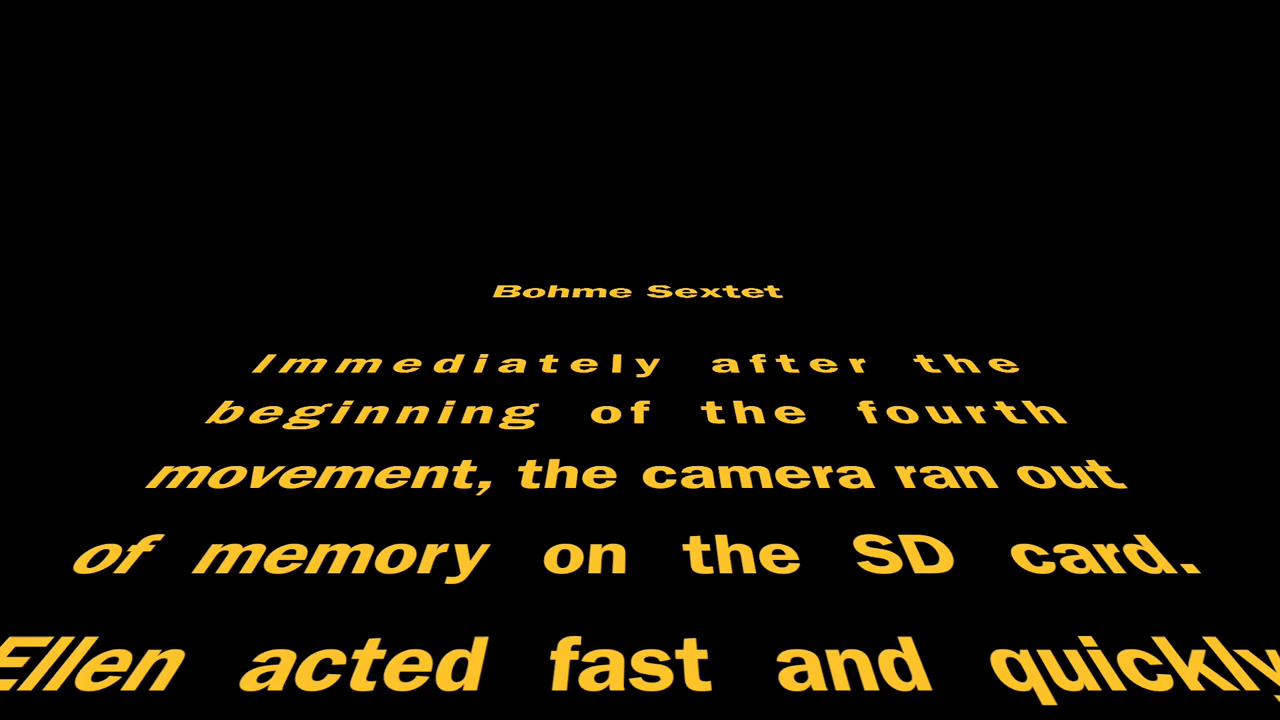 Bohme Sextet
Immediately after the
beginning of the fourth
movement, the camera ran out
of memory on the SD card.
Ellen acted fast and quickly